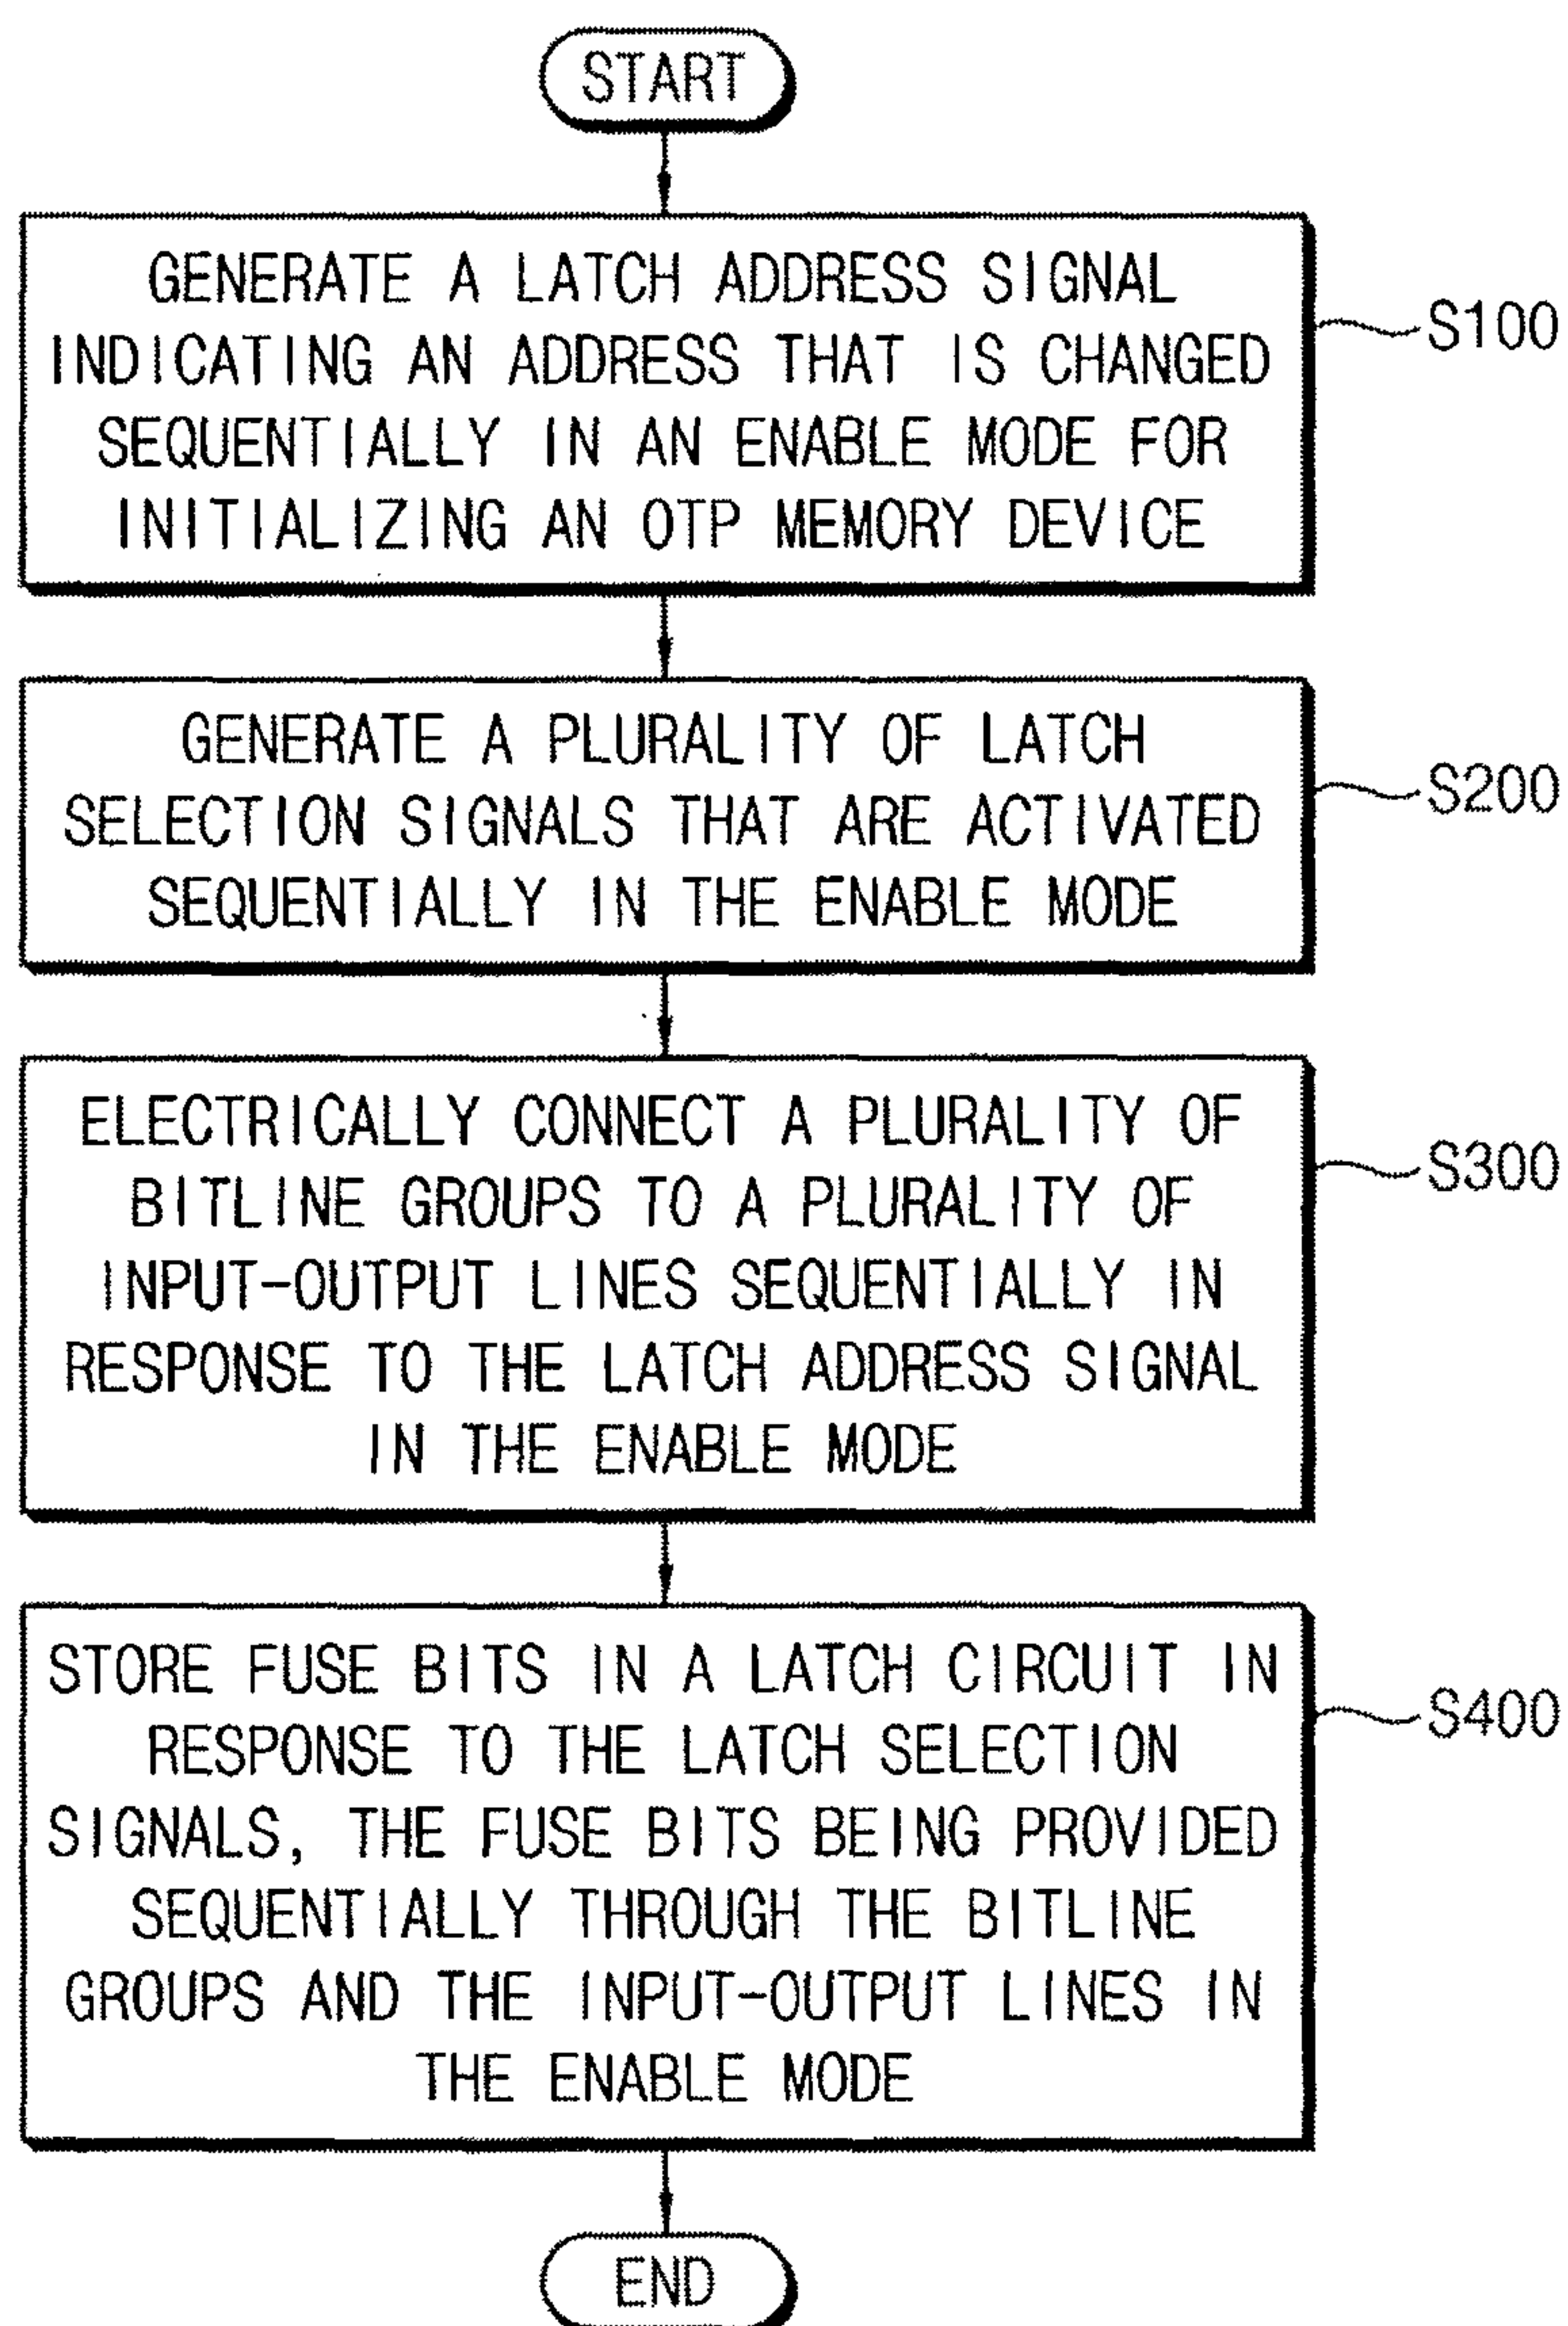 START
GENERATE A LATCH ADDRESS SIGNAL
INDICATING AN ADDRESS THAT IS CHANGED
SEQUENTIALLY IN AN ENABLE MODE FOR
INITIALIZING AN OTP MEMORY DEVICE
S100
GENERATE A PLURALITY OF LATCH
SELECTION SIGNALS THAT ARE ACTIVATED
SEQUENTIALLY IN THE ENABLE MODE
S200
ELECTRICALLY CONNECT A PLURALITY OF
BITLINE GROUPS TO A PLURALITY OF
INPUT-OUTPUT LINES SEQUENTIALLY IN
RESPONSE TO THE LATCH ADDRESS SIGNAL
IN THE ENABLE MODE
S300
STORE FUSE BITS IN A LATCH CIRCUIT IN
RESPONSE TO THE LATCH SELECTION
SIGNALS, THE FUSE BITS BEING PROVIDED
SEQUENTIALLY THROUGH THE BITLINE
GROUPS AND THE INPUT-OUTPUT LINES IN
THE ENABLE MODE
S400
END